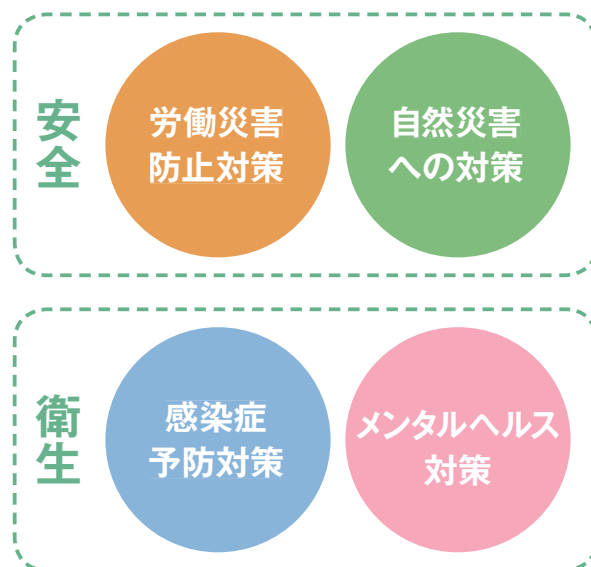 安全
労働災害
防止対策
自然災害
への対策
衛生
感染症
予防対策
メンタルヘルス
対策